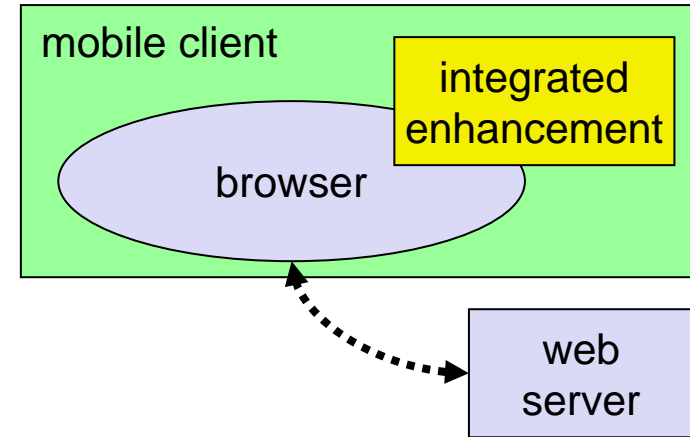 mobile client
integrated
enhancement
browser
web
server